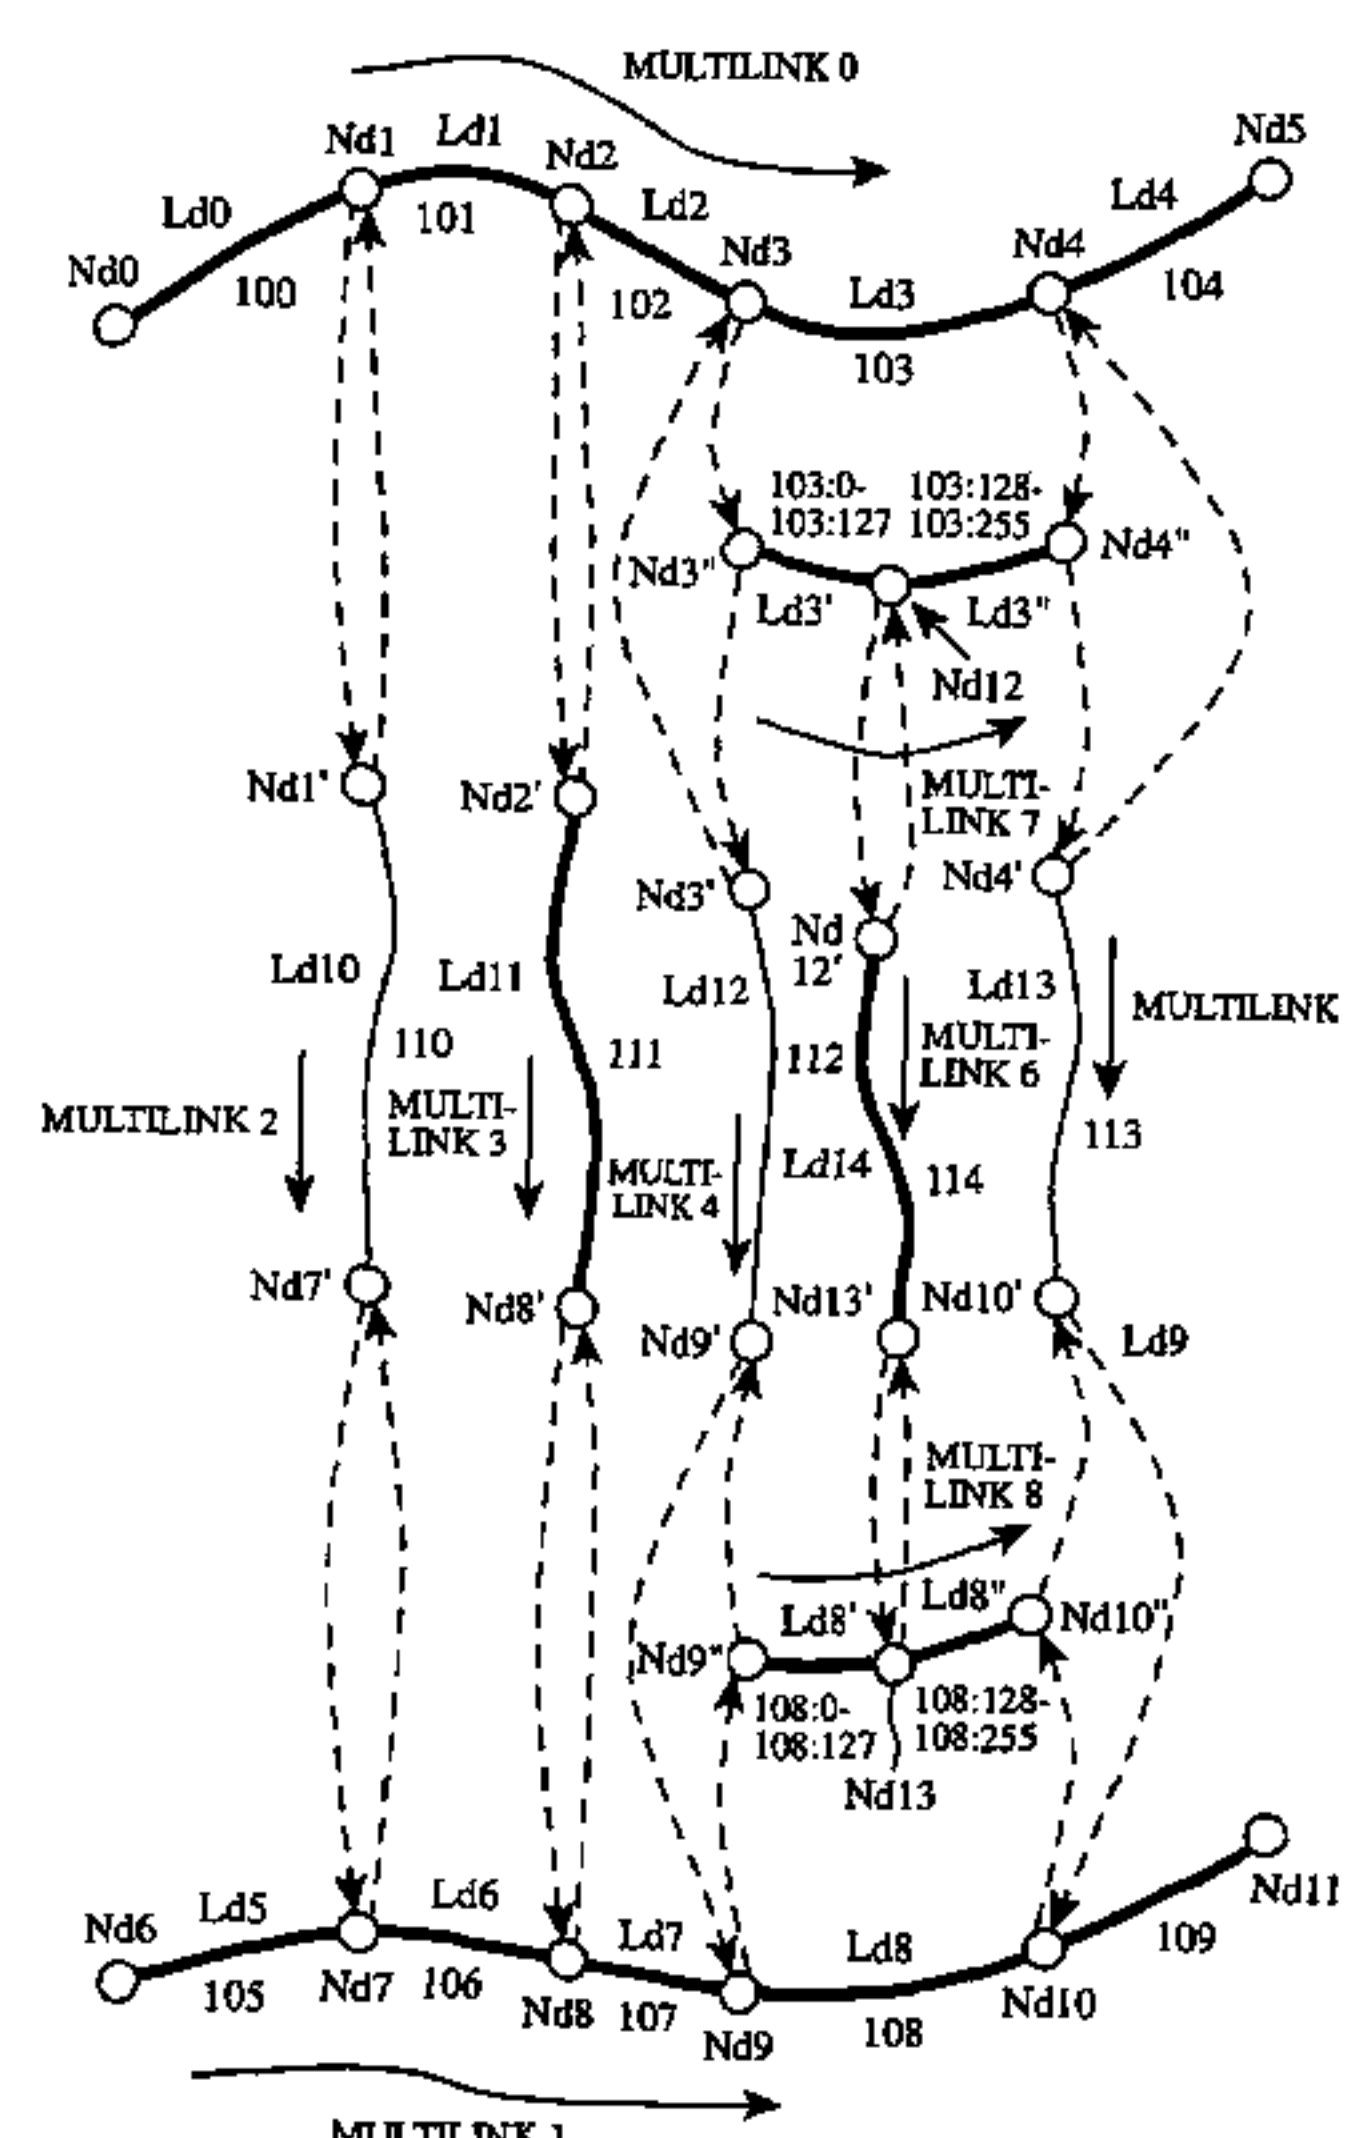 MULTILINK 0
Nd5
Nd1
Ld1
Nd2
Ld0
101
Ld2
Ld4
Nd0
100
102
Nd3
Ld3
Nd4
104
103
103:0-
103:127
103:128-
103:255
Nd3"
Nd4"
Ld3'
Ld3"
Nd12
Nd1'
Nd2'
MULTI-
LINK 7
Nd3'
Nd4'
Nd
12'
Ld10
Ld11
Ld12
Ld13
MULTILINK
110
111
112
MULTI-
LINK 6
MULTILINK 2
MULTI-
LINK 3
113
MULTI-
LINK 4
Ld14
114
Nd7'
Nd8'
Nd9'
Nd13'
Nd10'
Ld9
MULTI-
LINK 8
Ld8'
Ld8"
Nd9"
Nd10"
108:0-
108:127
108:128-
108:255
Nd13
Nd11
Nd6
Ld5
Ld6
Ld7
Ld8
109
105
Nd7
106
Nd8
107
Nd9
108
Nd10
MULTILINK 1